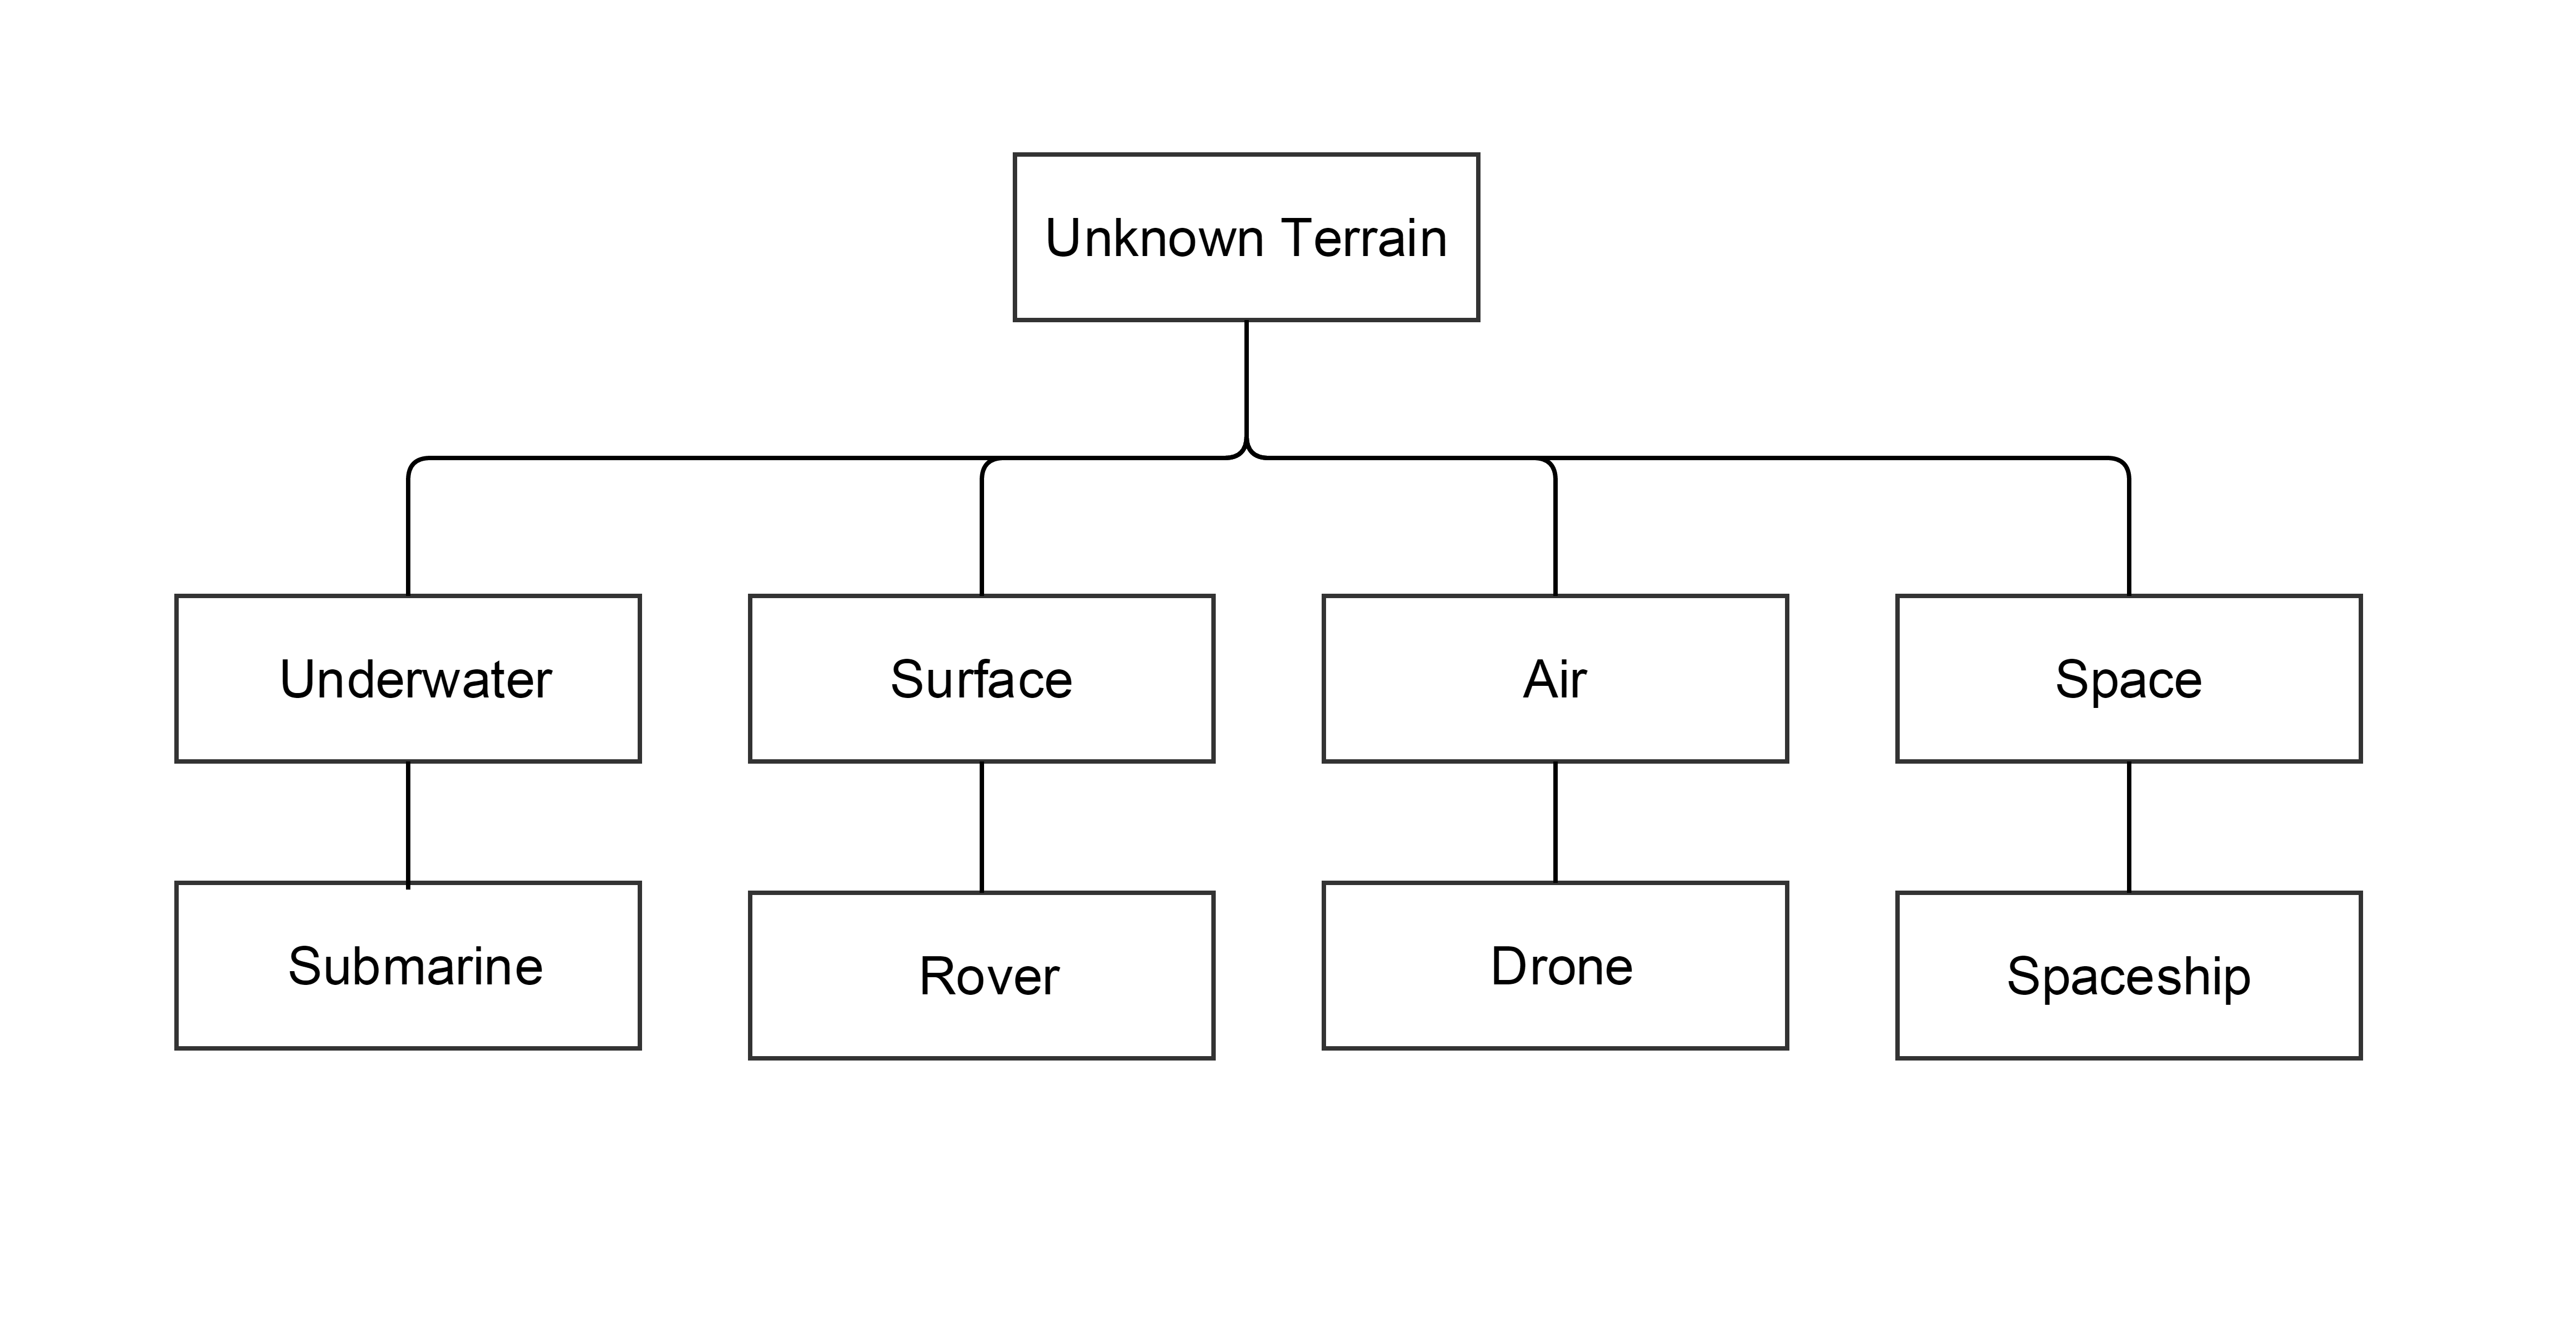 Unknown Terrain
Underwater
Surface
Air
Space
Submarine
Rover
Drone
Spaceship